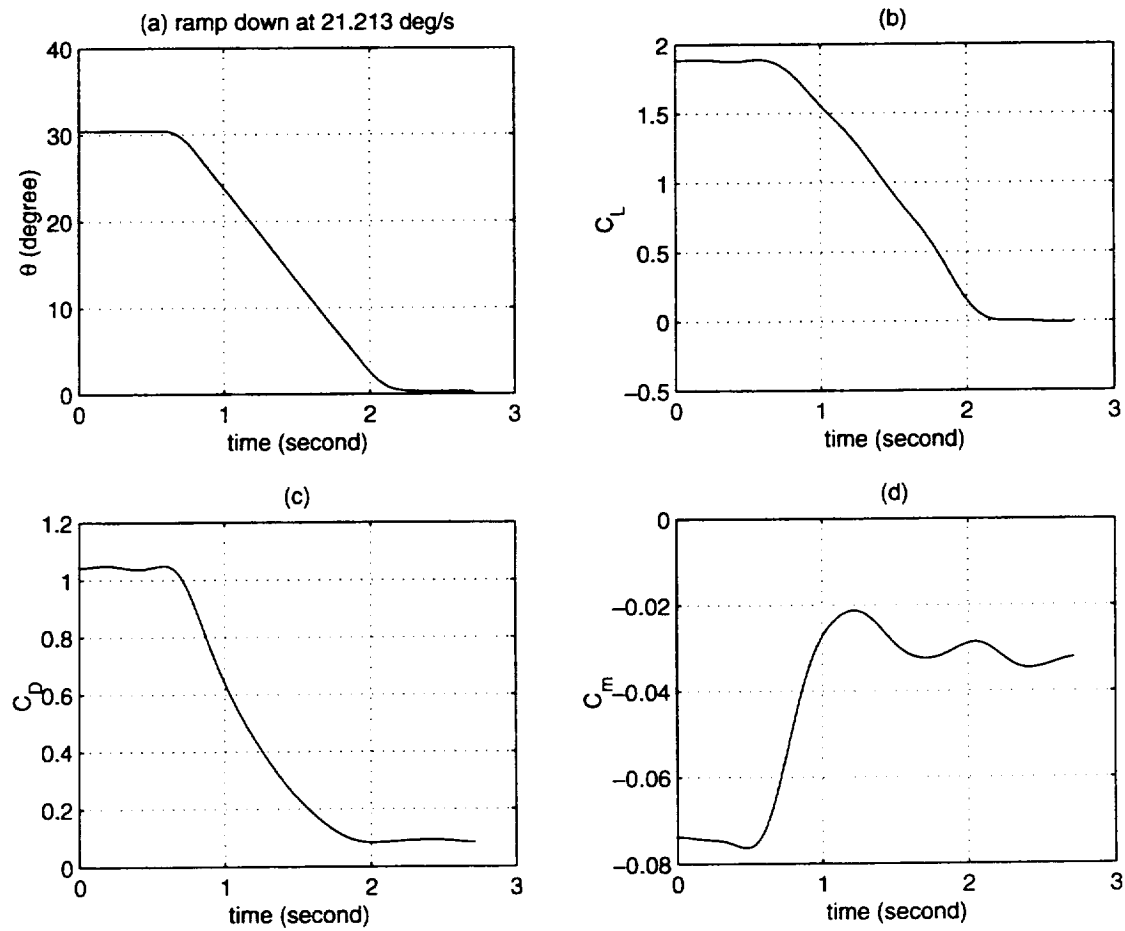 (a) ramp down at 21.213 deg/s
40
30
20
10
0
θ (degree)
0 1 2 3
time (second)
(b)
2
1.5
1
0.5
0
−0.5
C_L
0 1 2 3
time (second)
(c)
1.2
1
0.8
0.6
0.4
0.2
0
C_D
0 1 2 3
time (second)
(d)
0
−0.02
−0.04
−0.06
−0.08
C_m
0 1 2 3
time (second)